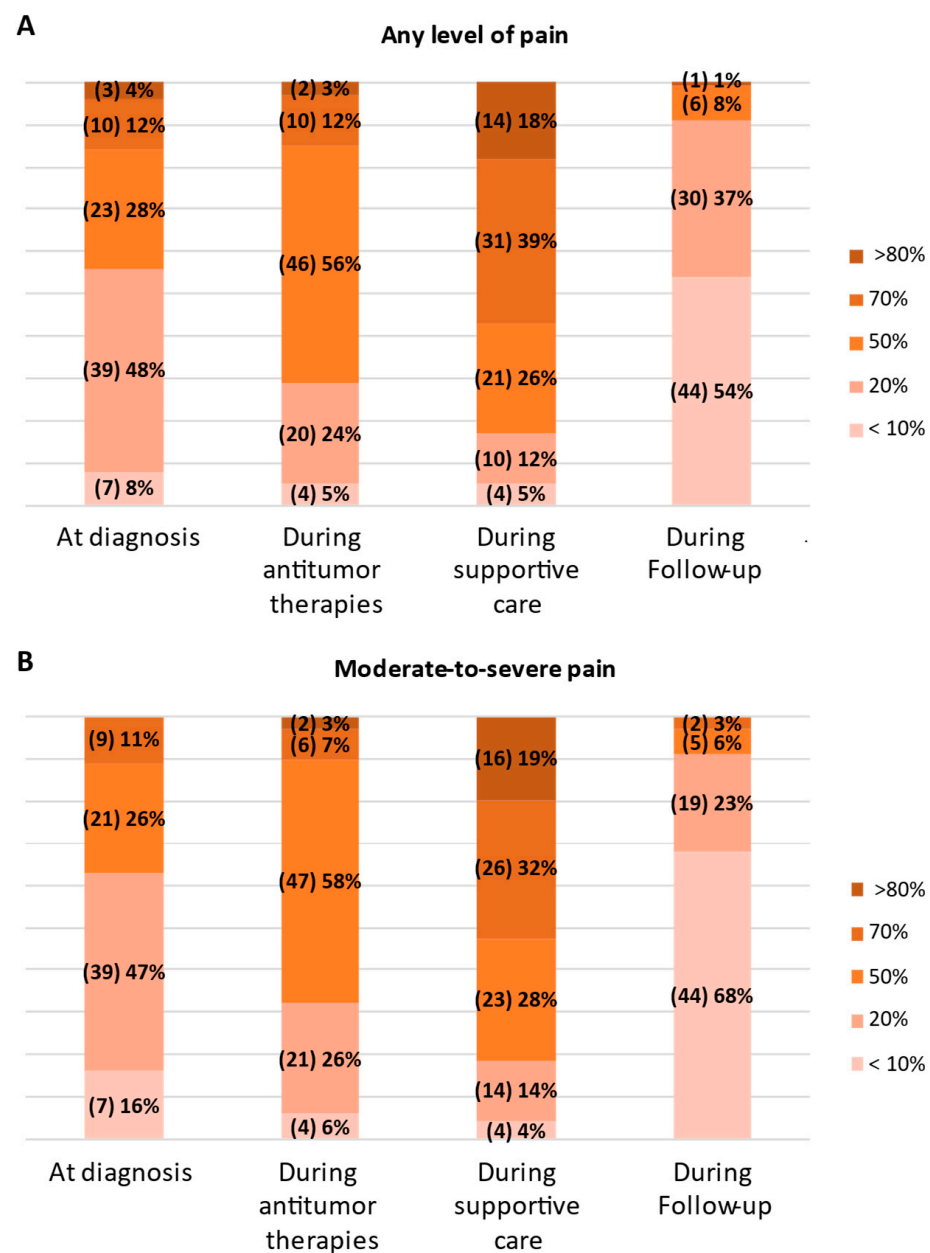 A
Any level of pain
(3) 4%
(10) 12%
(23) 28%
(39) 48%
(7) 8%
(2) 3%
(10) 12%
(46) 56%
(20) 24%
(4) 5%
(14) 18%
(31) 39%
(21) 26%
(10) 12%
(4) 5%
(1) 1%
(6) 8%
(30) 37%
(44) 54%
>80%
70%
50%
20%
< 10%
At diagnosis
During
antitumor
therapies
During
supportive
care
During
Follow-up
.
B
Moderate-to-severe pain
(9) 11%
(21) 26%
(39) 47%
(7) 16%
(2) 3%
(6) 7%
(47) 58%
(21) 26%
(4) 6%
(16) 19%
(26) 32%
(23) 28%
(14) 14%
(4) 4%
(2) 3%
(5) 6%
(19) 23%
(44) 68%
>80%
70%
50%
20%
< 10%
At diagnosis
During
antitumor
therapies
During
supportive
care
During
Follow-up